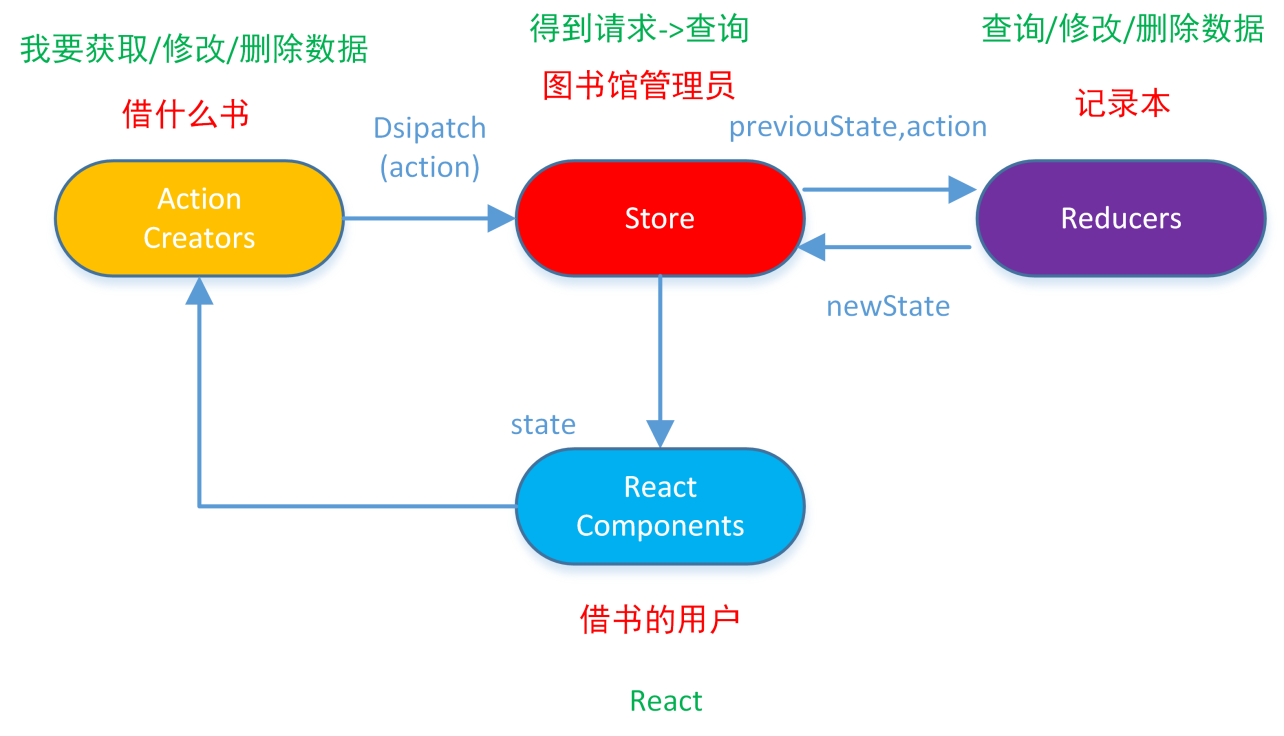 我要获取/修改/删除数据
借什么书
得到请求->查询
图书馆管理员
查询/修改/删除数据
记录本
Dsipatch
(action)
previouState,action
Action
Creators
Store
Reducers
newState
state
React
Components
借书的用户
React